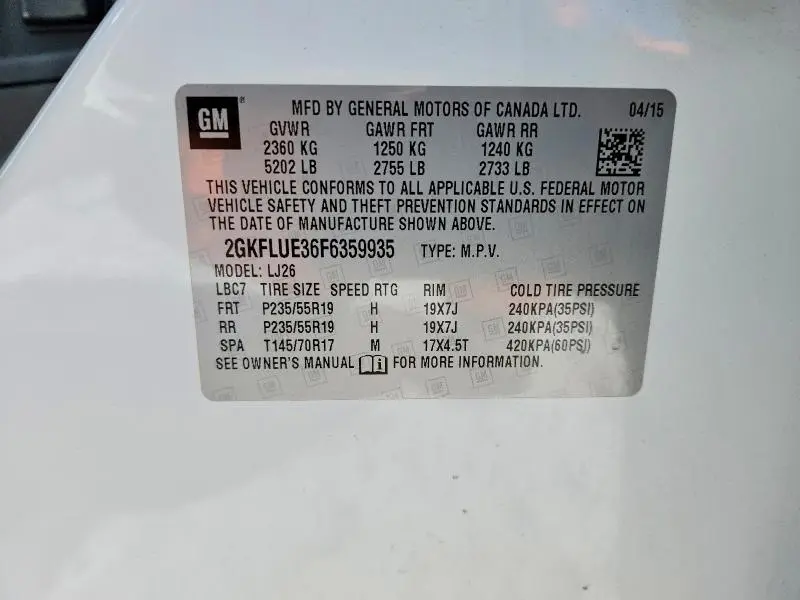 GM ® MFD BY GENERAL MOTORS OF CANADA LTD. 04/15
GVWR GAWR FRT GAWR RR
2360 KG 1250 KG 1240 KG
5202 LB 2755 LB 2733 LB
THIS VEHICLE CONFORMS TO ALL APPLICABLE U.S. FEDERAL MOTOR
VEHICLE SAFETY AND THEFT PREVENTION STANDARDS IN EFFECT ON
THE DATE OF MANUFACTURE SHOWN ABOVE.
2GKFLUE36F6359935 TYPE: M.P.V.
MODEL: LJ26
LBC7 TIRE SIZE SPEED RTG RIM COLD TIRE PRESSURE
FRT P235/55R19 H 19X7J 240KPA(35PSI)
RR P235/55R19 H 19X7J 240KPA(35PSI)
SPA T145/70R17 M 17X4.5T 420KPA(60PSI)
SEE OWNER'S MANUAL i FOR MORE INFORMATION.